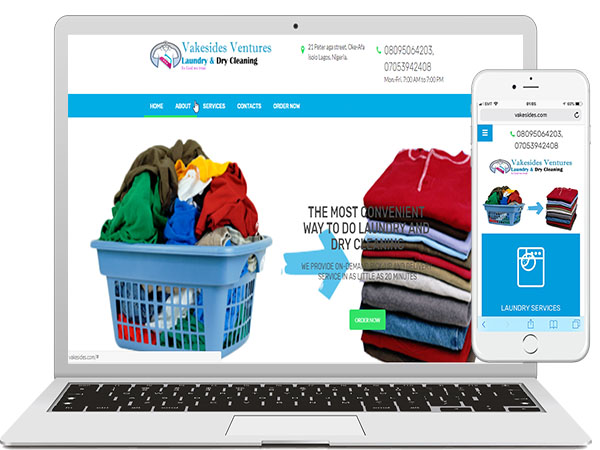 Vakesides Ventures
Laundry & Dry Cleaning
21 Peter aga street, Oke-Afa
Isolo Lagos, Nigeria.
08095064203,
07053942408
Mon-Fri, 7:00 AM to 7:00 PM
HOME ABOUT SERVICES CONTACTS ORDER NOW
THE MOST CONVENIENT
WAY TO DO LAUNDRY AND
DRY CLEANING
WE PROVIDE ON-DEMAND
SERVICE IN AS LITTLE AS 20 MINUTES
ORDER NOW
vakesides.com/#
vakesides.com
08095064203,
07053942408
Vakesides Ventures
Laundry & Dry Cleaning
LAUNDRY SERVICES